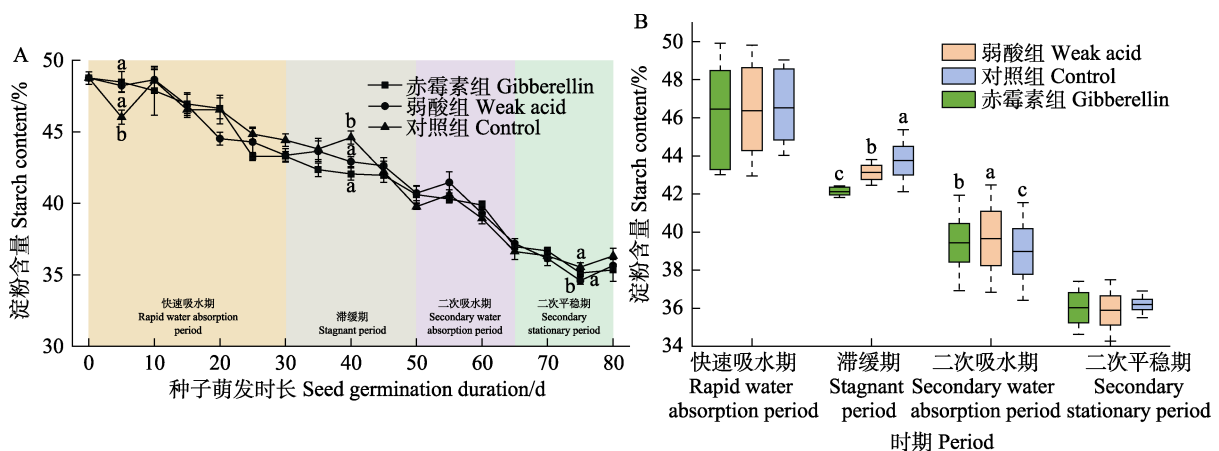 A
淀粉含量 Starch content/%
50
45
40
35
30
赤霉素组 Gibberellin
弱酸组 Weak acid
对照组 Control
a
a
b
b
a
a
a
b
a
快速吸水期
Rapid water absorption
period
滞缓期
Stagnant period
二次吸水期
Secondary water
absorption period
二次平稳期
Secondary
stationary period
0 10 20 30 40 50 60 70 80
种子萌发时长 Seed germination duration/d
B
淀粉含量 Starch content/%
50
48
46
44
42
40
38
36
34
弱酸组 Weak acid
对照组 Control
赤霉素组 Gibberellin
c b a
b a c
快速吸水期
Rapid water
absorption period
滞缓期
Stagnant
period
二次吸水期
Secondary water
absorption period
二次平稳期
Secondary
stationary period
时期 Period